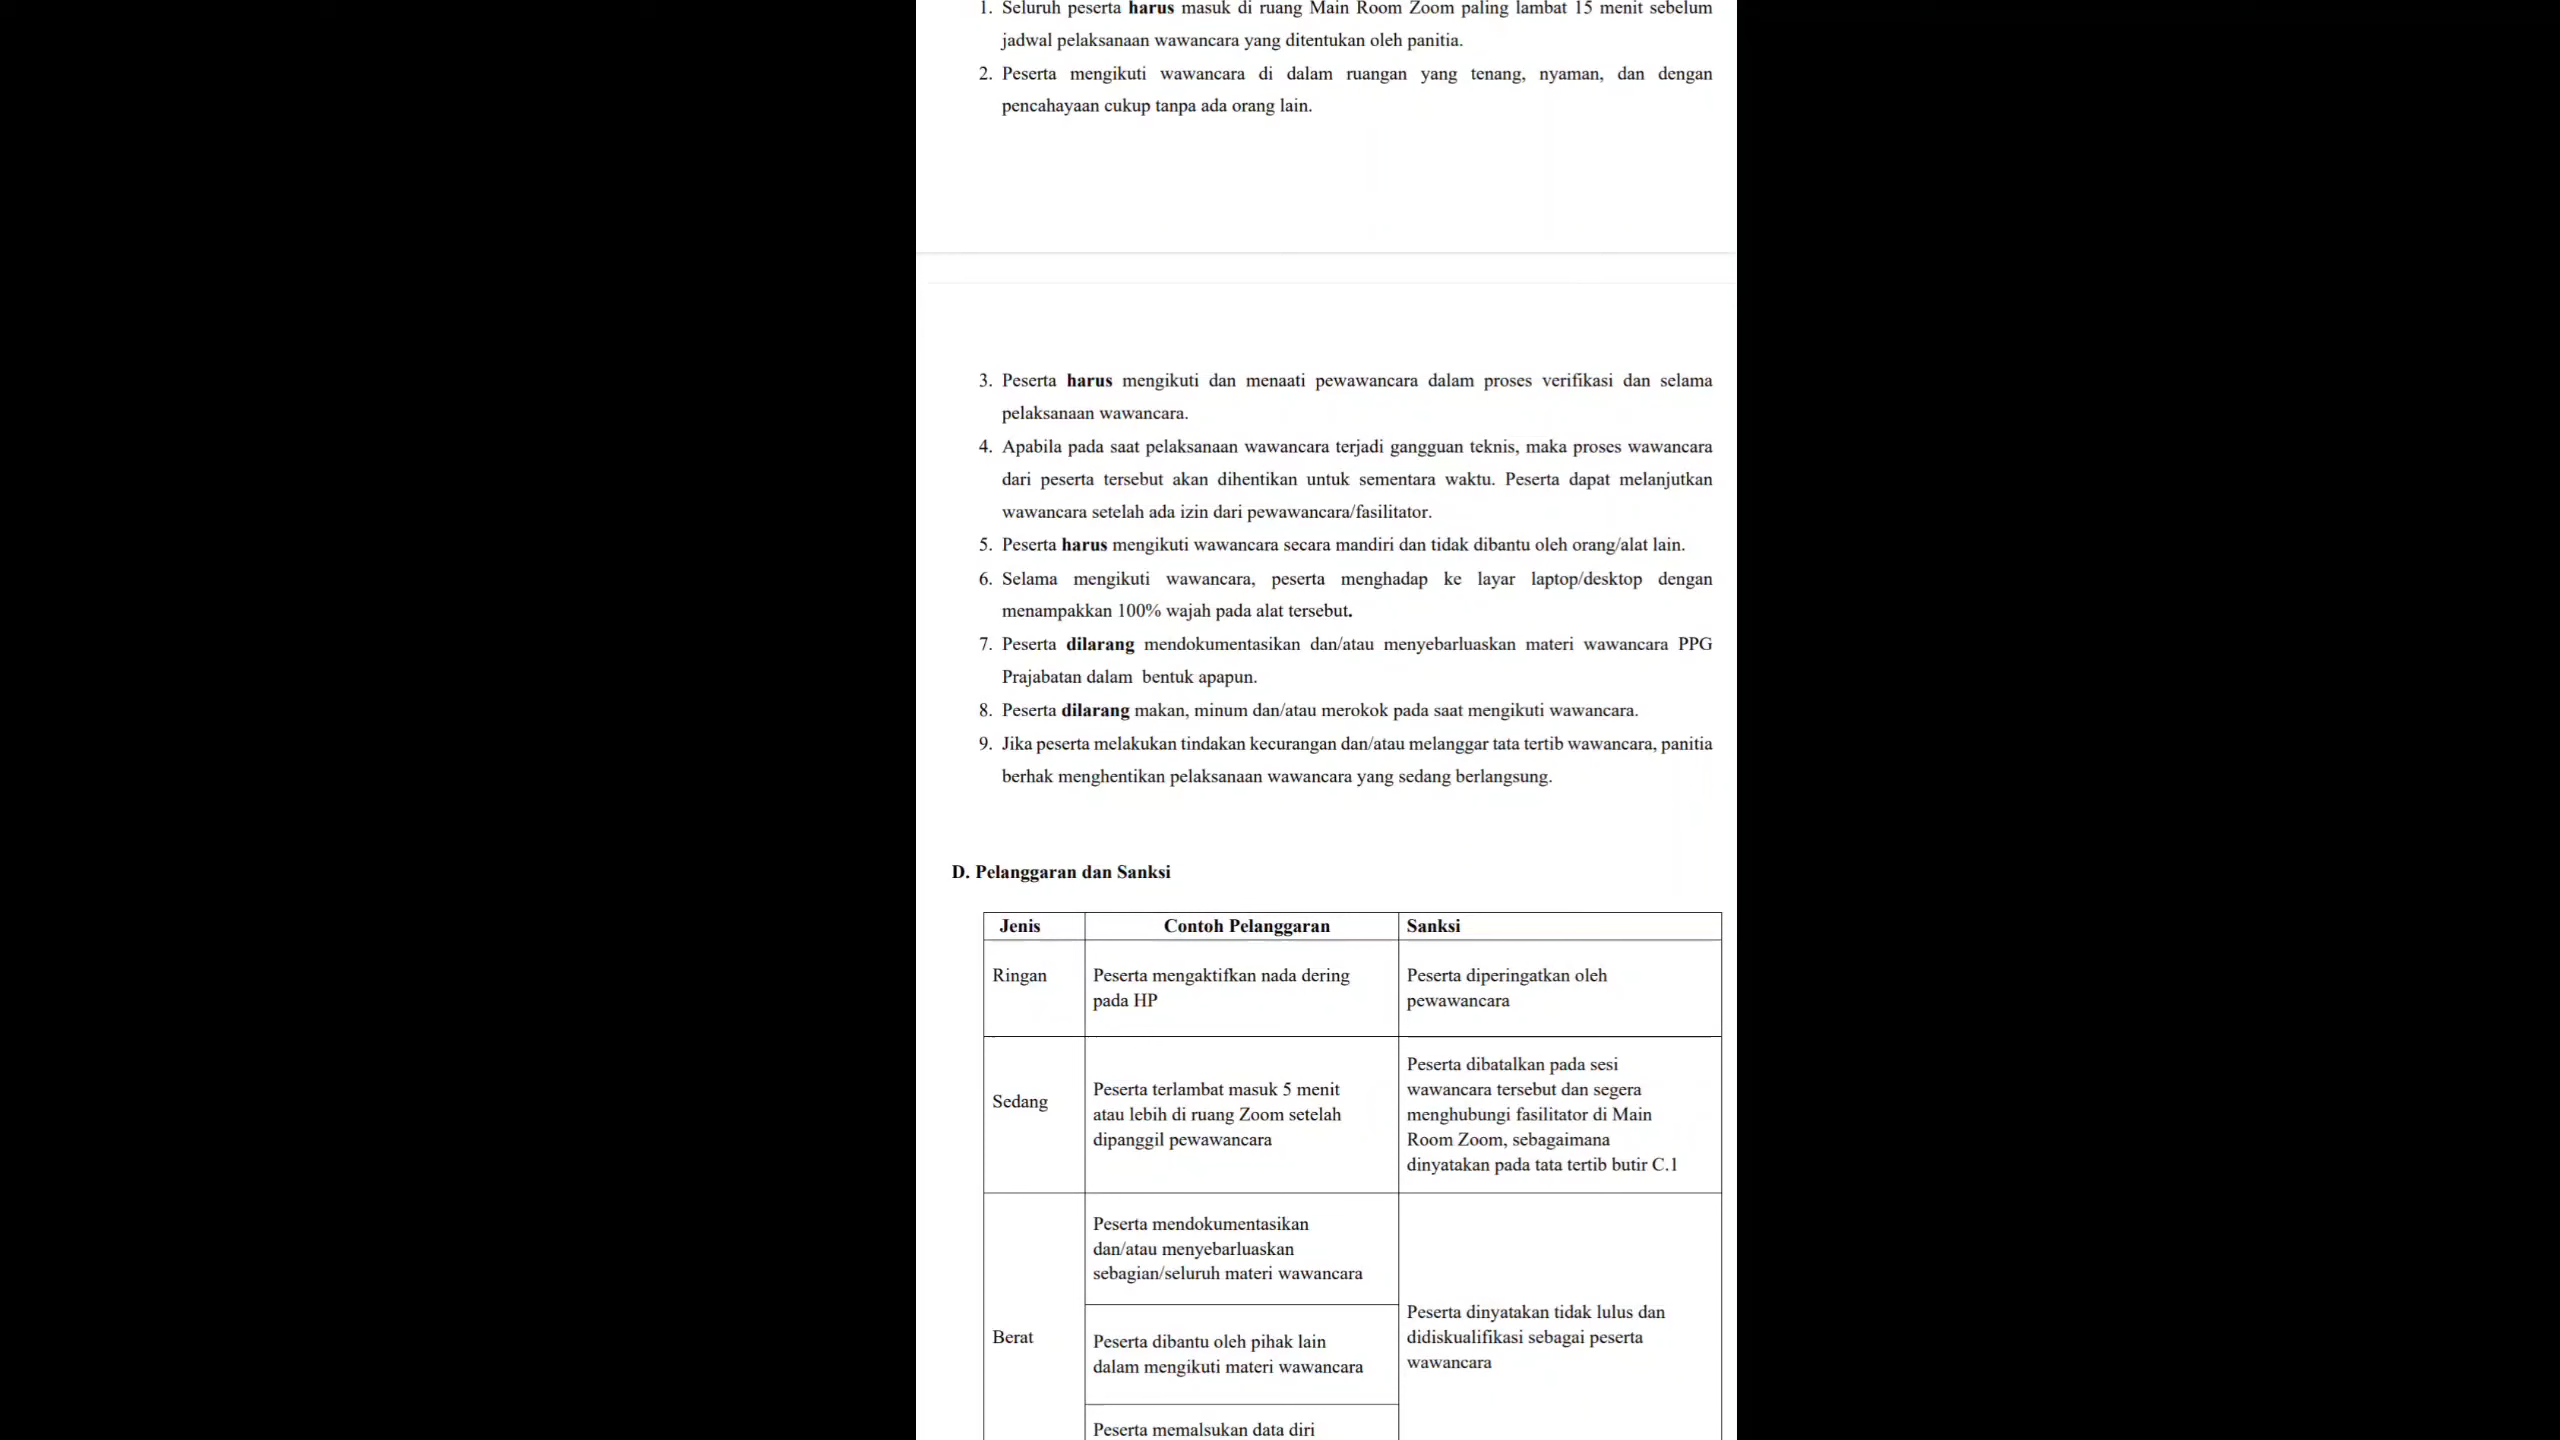 1. Seluruh peserta harus masuk di ruang Main Room Zoom paling lambat 15 menit sebelum
jadwal pelaksanaan wawancara yang ditentukan oleh panitia.
2. Peserta mengikuti wawancara di dalam ruangan yang tenang, nyaman, dan dengan
pencahayaan cukup tanpa ada orang lain.
3. Peserta harus mengikuti dan menaati pewawancara dalam proses verifikasi dan selama
pelaksanaan wawancara.
4. Apabila pada saat pelaksanaan wawancara terjadi gangguan teknis, maka proses wawancara
dari peserta tersebut akan dihentikan untuk sementara waktu. Peserta dapat melanjutkan
wawancara setelah ada izin dari pewawancara/fasilitator.
5. Peserta harus mengikuti wawancara secara mandiri dan tidak dibantu oleh orang/alat lain.
6. Selama mengikuti wawancara, peserta menghadap ke layar laptop/desktop dengan
menampakkan 100% wajah pada alat tersebut.
7. Peserta dilarang mendokumentasikan dan/atau menyebarluaskan materi wawancara PPG
Prajabatan dalam bentuk apapun.
8. Peserta dilarang makan, minum dan/atau merokok pada saat mengikuti wawancara.
9. Jika peserta melakukan tindakan kecurangan dan/atau melanggar tata tertib wawancara, panitia
berhak menghentikan pelaksanaan wawancara yang sedang berlangsung.
D. Pelanggaran dan Sanksi
Jenis
Contoh Pelanggaran
Sanksi
Ringan
Peserta mengaktifkan nada dering
pada HP
Peserta diperingatkan oleh
pewawancara
Sedang
Peserta terlambat masuk 5 menit
atau lebih di ruang Zoom setelah
dipanggil pewawancara
Peserta dibatalkan pada sesi
wawancara tersebut dan segera
menghubungi fasilitator di Main
Room Zoom, sebagaimana
dinyatakan pada tata tertib butir C.1
Berat
Peserta mendokumentasikan
dan/atau menyebarluaskan
sebagian/seluruh materi wawancara
Peserta dibantu oleh pihak lain
dalam mengikuti materi wawancara
Peserta memalsukan data diri
Peserta dinyatakan tidak lulus dan
didiskualifikasi sebagai peserta
wawancara